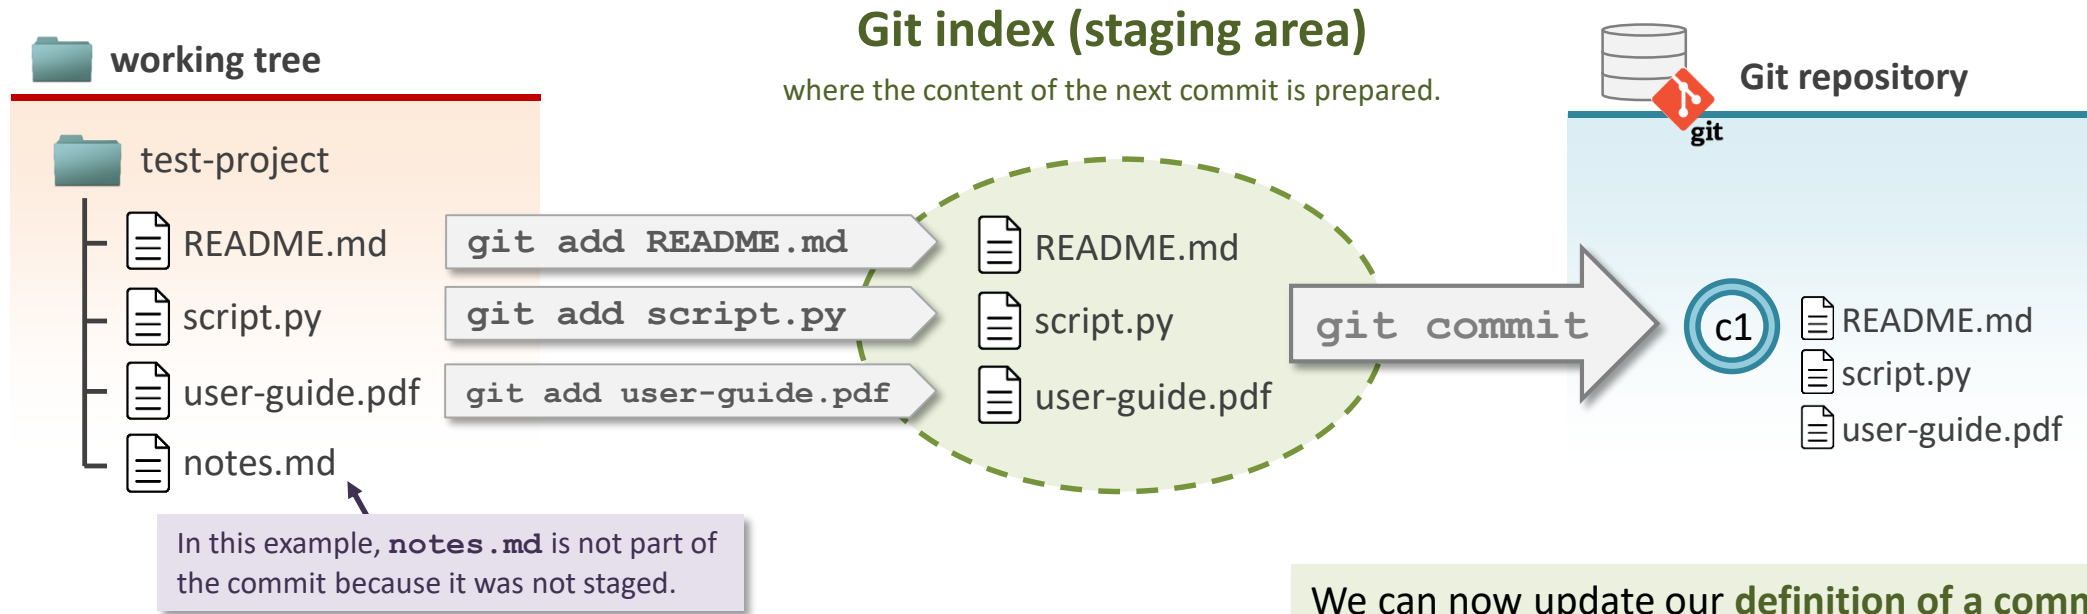 working tree
test-project
README.md
script.py
user-guide.pdf
notes.md
In this example, notes.md is not part of
the commit because it was not staged.
git add README.md
git add script.py
git add user-guide.pdf
Git index (staging area)
where the content of the next commit is prepared.
README.md
script.py
user-guide.pdf
git commit
Git repository
git
c1
README.md
script.py
user-guide.pdf
We can now update our definition of a